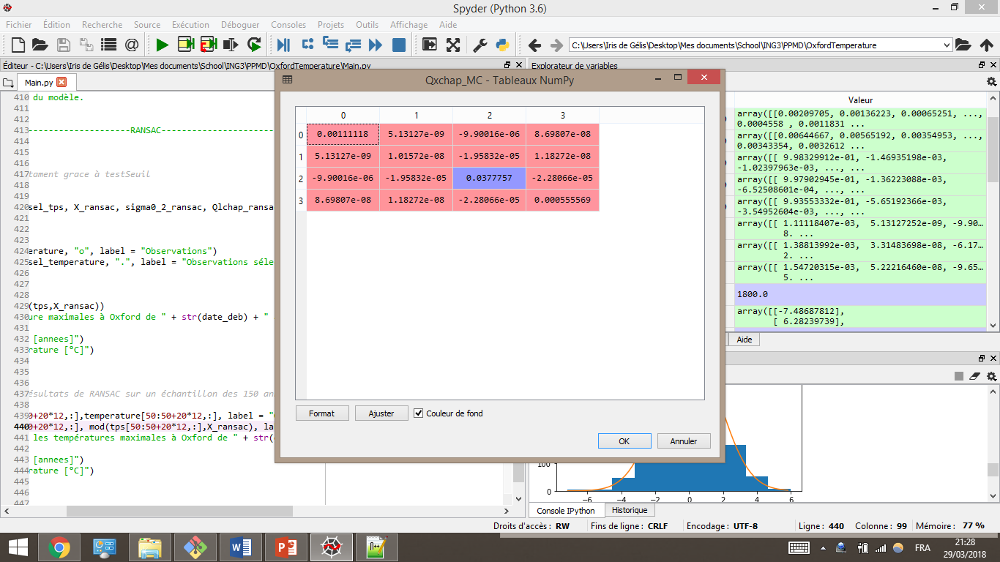 Spyder (Python 3.6)
Fichier Édition Recherche Source Exécution Déboguer Consoles Projets Outils Affichage Aide
C:\Users\Iris de Gélis\Desktop\Mes documents\School\ING3\PPMD\OxfordTemperature
Éditeur - C:\Users\Iris de Gélis\Desktop\Mes documents\School\ING3\PPMD\OxfordTemperature\Main.py
Main.py
410 du modèle.
411
412
413 --------------------RANSAC----------------------
414
415
416
417 tament grace à testSeuil
418
419
420 sel_tps, X_ransac, sigma0_2_ransac, Qlchap_ransa
421
422
423
424 erature, "o", label = "Observations")
425 sel_temperature, ".", label = "Observations séle
426
427
428
429 (tps,X_ransac))
430 ure maximales à Oxford de " + str(date_deb) + "
431
432 [annees]")
433 rature [°C]")
434
435
436
437 ésultats de RANSAC sur un échantillon des 150 an
438
439 0+20*12,:],temperature[50:50+20*12,:], label = "
440 0+20*12,:], mod(tps[50:50+20*12,:],X_ransac), la
441 les températures maximales à Oxford de " + str(
442
443 [annees]")
444 rature [°C]")
445
446
447
Qxchap_MC - Tableaux NumPy
0 1 2 3
0 0.00111118 5.13127e-09 -9.90016e-06 8.69807e-08
1 5.13127e-09 1.01572e-08 -1.95832e-05 1.18272e-08
2 -9.90016e-06 -1.95832e-05 0.0377757 -2.28066e-05
3 8.69807e-08 1.18272e-08 -2.28066e-05 0.000555569
Format Ajuster Couleur de fond
OK Annuler
Explorateur de variables
Valeur
array([[0.00209705, 0.00136223, 0.00065251, ...,
0.0004558 , 0.0011831 ...
array([[0.00644667, 0.00565192, 0.00354953, ...,
0.00343354, 0.0032612 ...
array([[ 9.98329912e-01, -1.46935198e-03,
-1.02397963e-03, ..., ...
array([[ 9.97902945e-01, -1.36223088e-03,
-6.52508601e-04, ..., ...
array([[ 9.93553332e-01, -5.65192366e-03,
-3.54952604e-03, ..., ...
array([[ 1.11118407e-03, 5.13127252e-09, -9.90…
8. ...
array([[ 1.38813992e-03, 3.31483698e-08, -6.17…
2. ...
array([[ 1.54720315e-03, 5.22216460e-08, -9.65…
5. ...
1800.0
array([[-7.48687812],
[ 6.28239739],
Aide
100
0
−6 −4 −2 0 2 4 6
Console IPython Historique
Droits d'accès : RW Fins de ligne : CRLF Encodage : UTF-8 Ligne : 440 Colonne : 99 Mémoire : 77 %
FRA
21:28
29/03/2018